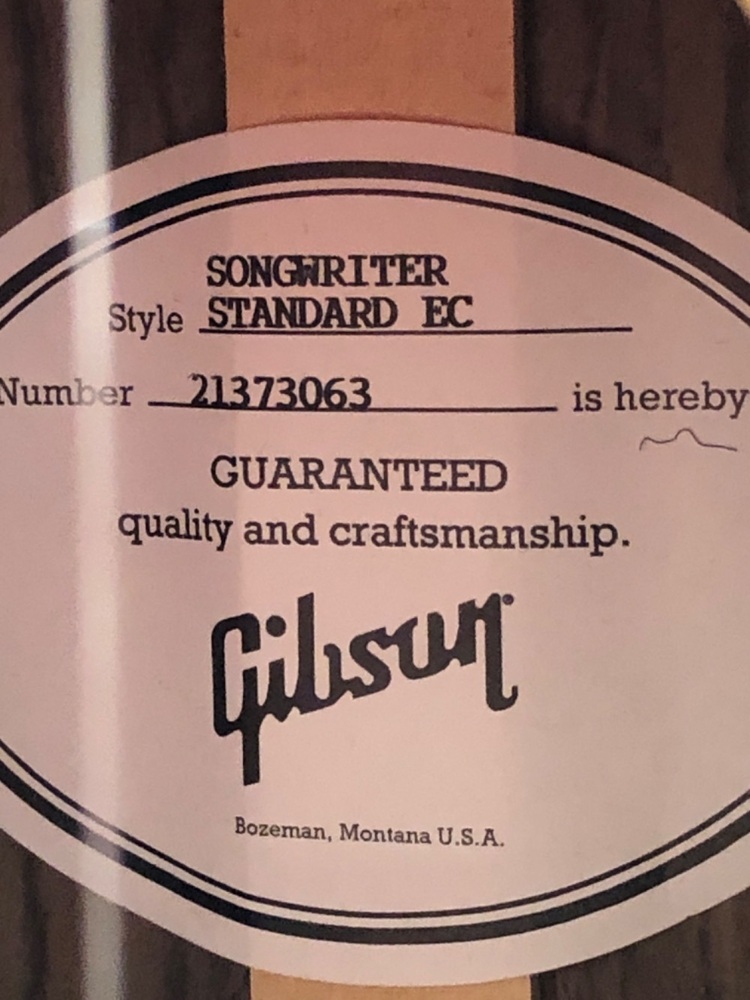 SONGWRITER
Style STANDARD EC
Number 21373063 is hereby
GUARANTEED
quality and craftsmanship.
Gibson
Bozeman, Montana U.S.A.